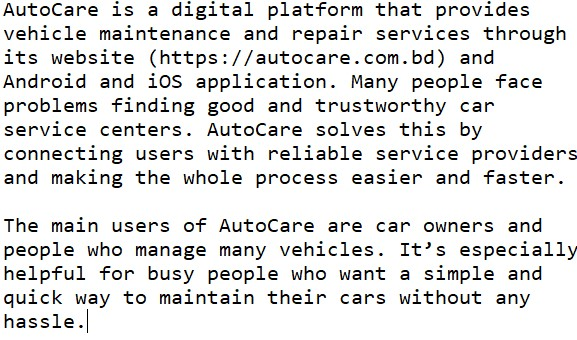 AutoCare is a digital platform that provides
vehicle maintenance and repair services through
its website (https://autocare.com.bd) and
Android and iOS application. Many people face
problems finding good and trustworthy car
service centers. AutoCare solves this by
connecting users with reliable service providers
and making the whole process easier and faster.

The main users of AutoCare are car owners and
people who manage many vehicles. It’s especially
helpful for busy people who want a simple and
quick way to maintain their cars without any
hassle.